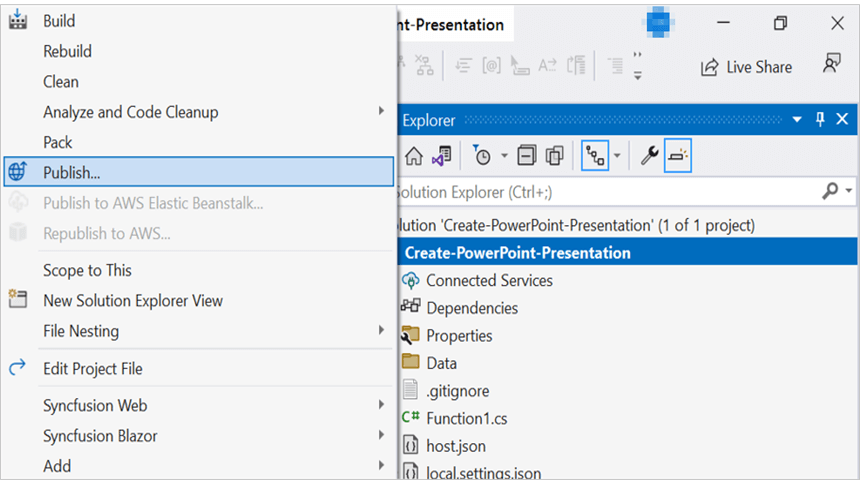 Build
Rebuild
Clean
Analyze and Code Cleanup
Pack
Publish...
Publish to AWS Elastic Beanstalk...
Republish to AWS...
Scope to This
New Solution Explorer View
File Nesting
Edit Project File
Syncfusion Web
Syncfusion Blazor
Add
nt-Presentation
Live Share
Explorer
Solution Explorer (Ctrl+;)
lution 'Create-PowerPoint-Presentation' (1 of 1 project)
Create-PowerPoint-Presentation
Connected Services
Dependencies
Properties
Data
.gitignore
C# Function1.cs
host.json
local.settings.json